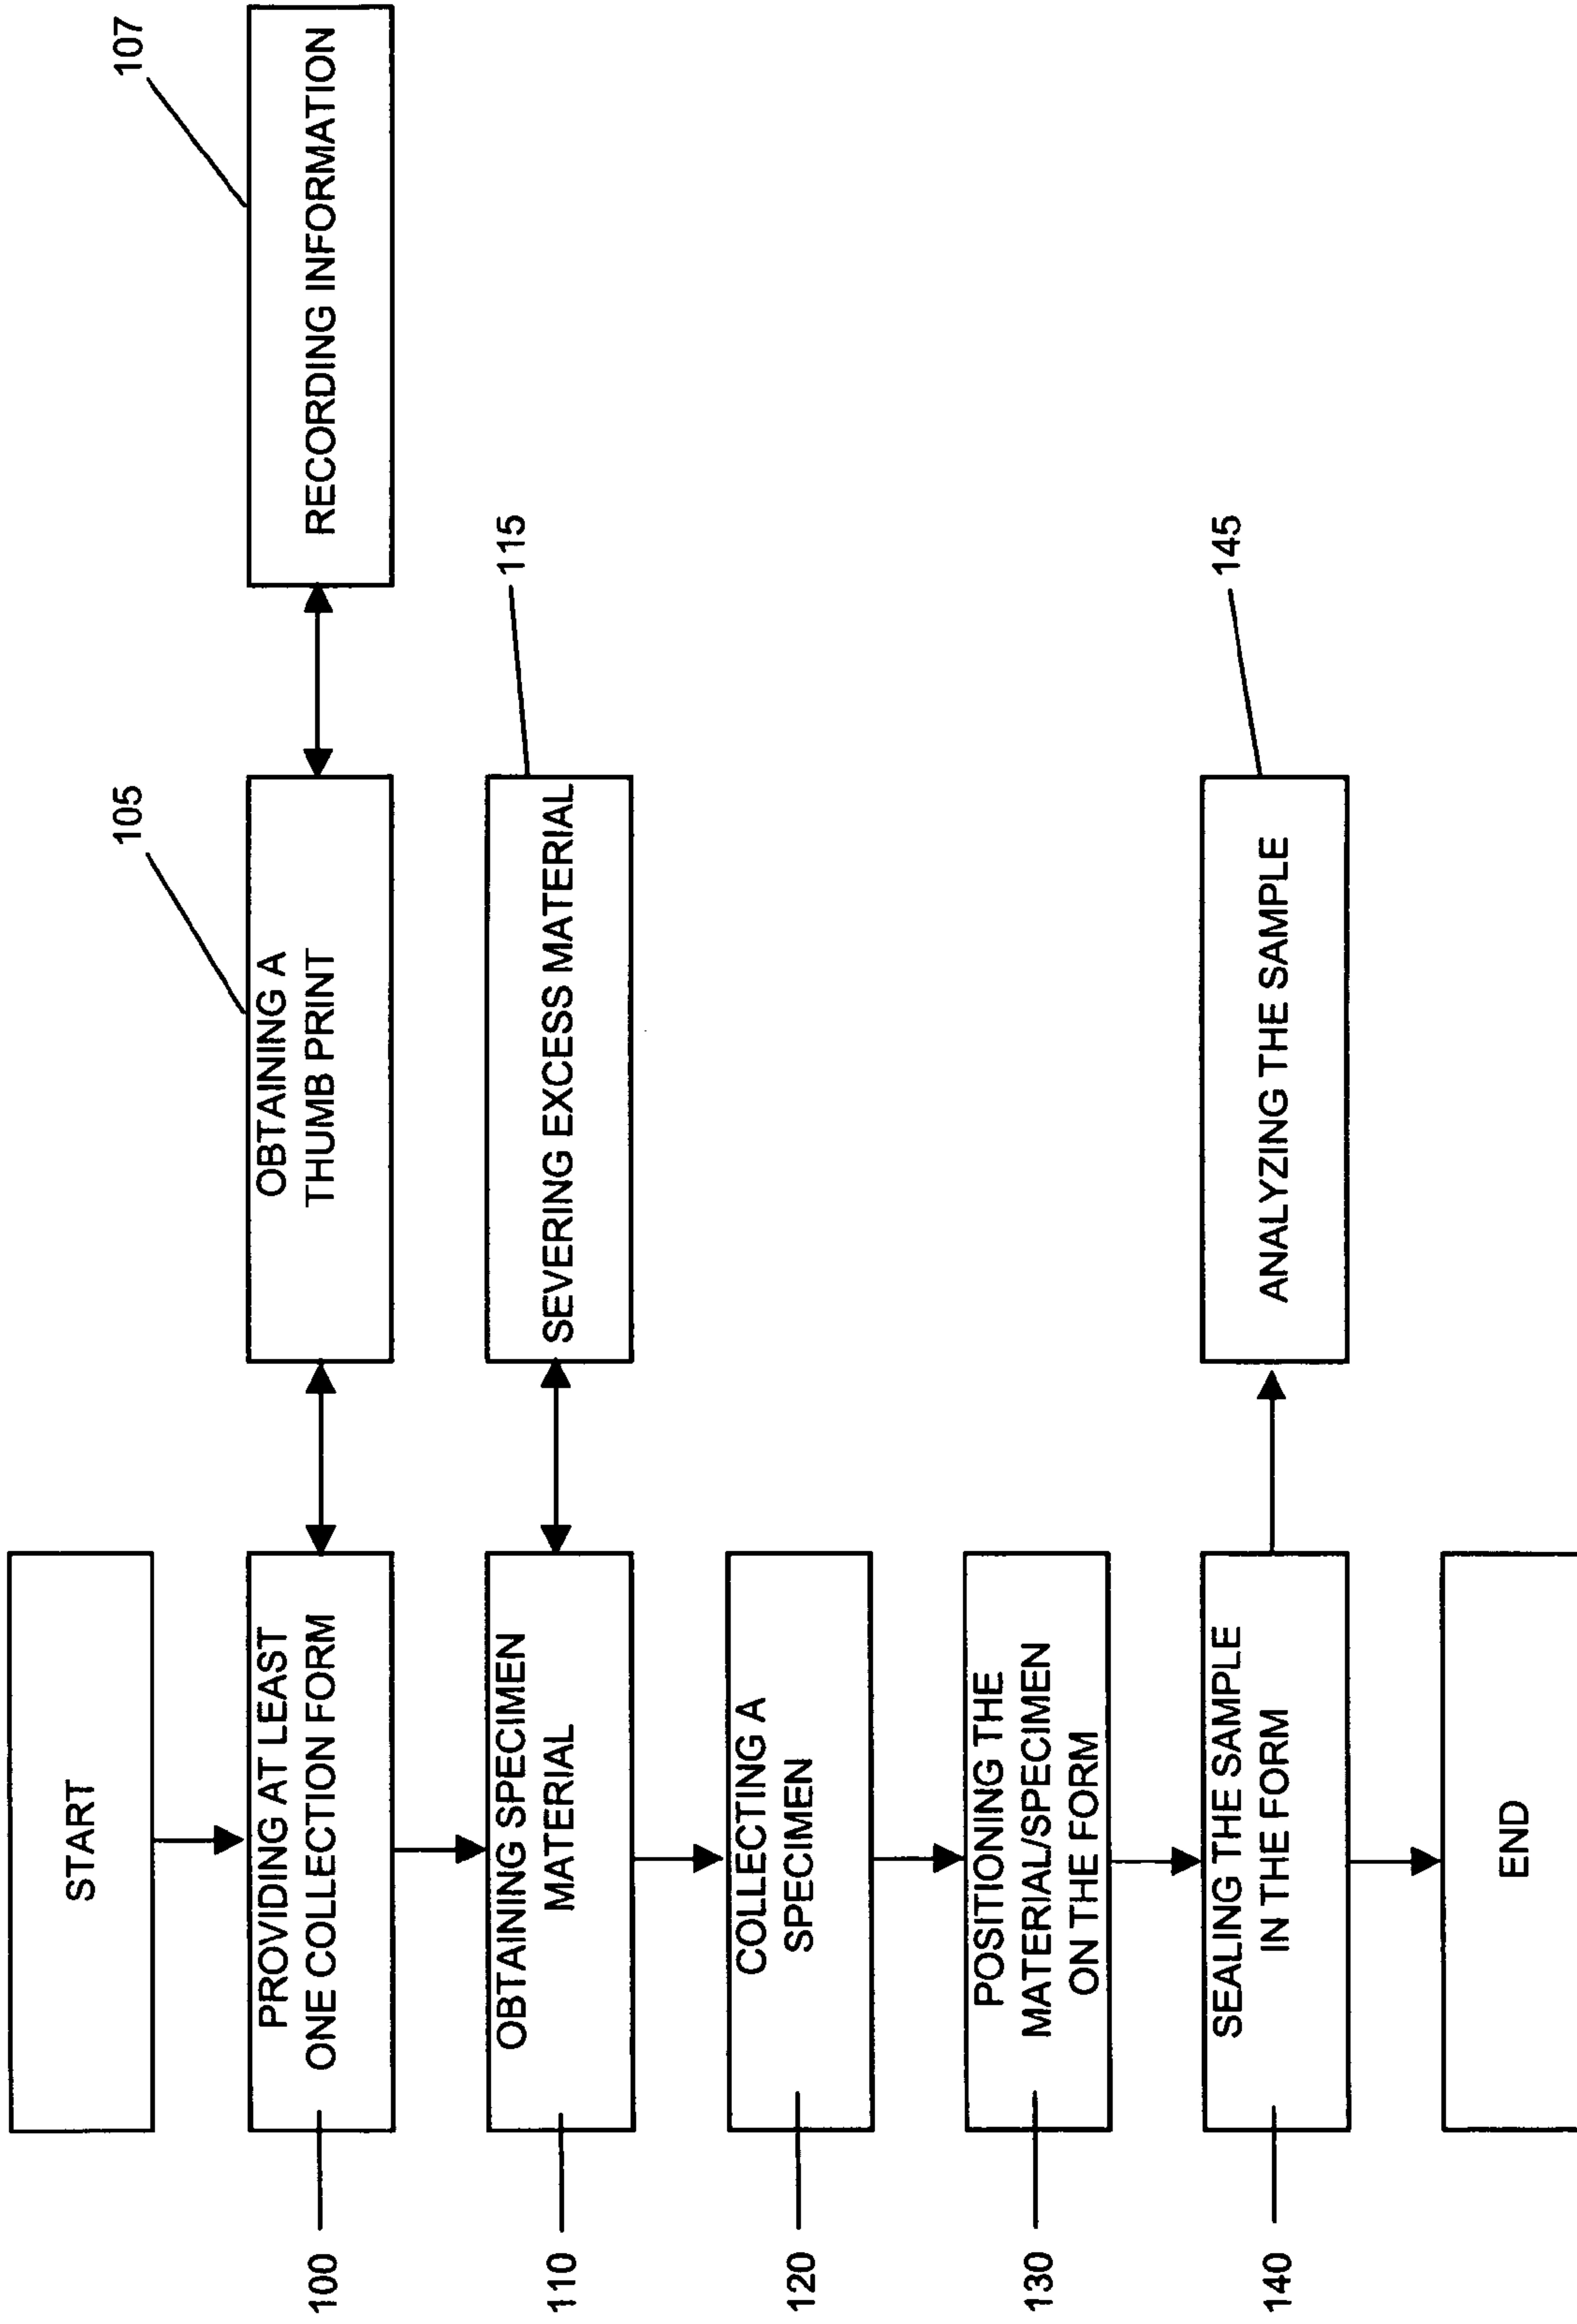 START
PROVIDING AT LEAST
ONE COLLECTION FORM
100
OBTAINING A
THUMB PRINT
105
RECORDING INFORMATION
107
OBTAINING SPECIMEN
MATERIAL
110
SEVERING EXCESS MATERIAL
115
COLLECTING A
SPECIMEN
120
POSITIONING THE
MATERIAL/SPECIMEN
ON THE FORM
130
SEALING THE SAMPLE
IN THE FORM
140
ANALYZING THE SAMPLE
145
END